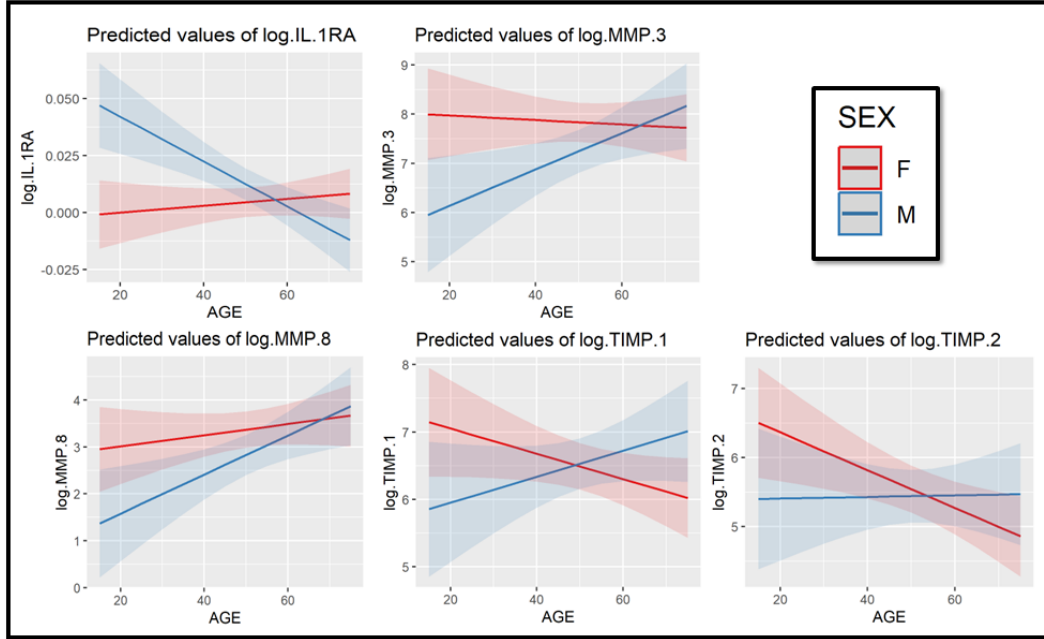 Predicted values of log.IL.1RA
log.IL.1RA
0.050
0.025
0.000
-0.025
20 40 60
AGE
Predicted values of log.MMP.3
log.MMP.3
9
8
7
6
5
20 40 60
AGE
SEX
F
M
Predicted values of log.MMP.8
log.MMP.8
4
3
2
1
0
20 40 60
AGE
Predicted values of log.TIMP.1
log.TIMP.1
8
7
6
5
20 40 60
AGE
Predicted values of log.TIMP.2
log.TIMP.2
7
6
5
20 40 60
AGE